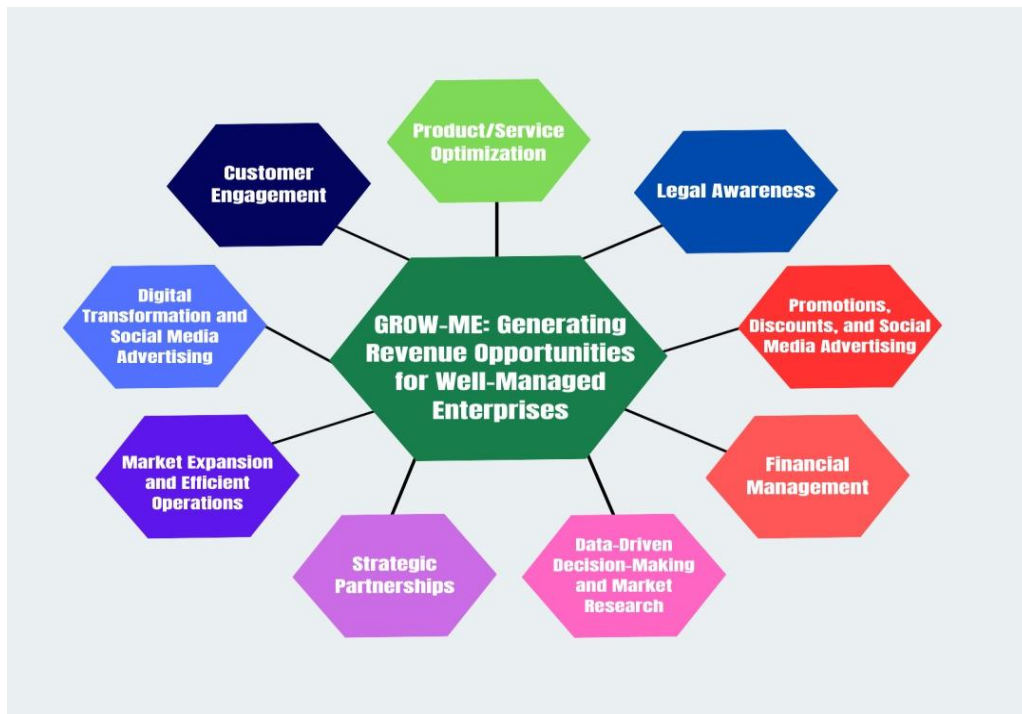 Product/Service
Optimization
Customer
Engagement
Legal Awareness
Digital
Transformation and
Social Media
Advertising
GROW-ME: Generating
Revenue Opportunities
for Well-Managed
Enterprises
Promotions,
Discounts, and Social
Media Advertising
Market Expansion
and Efficient
Operations
Financial
Management
Strategic
Partnerships
Data-Driven
Decision-Making
and Market
Research